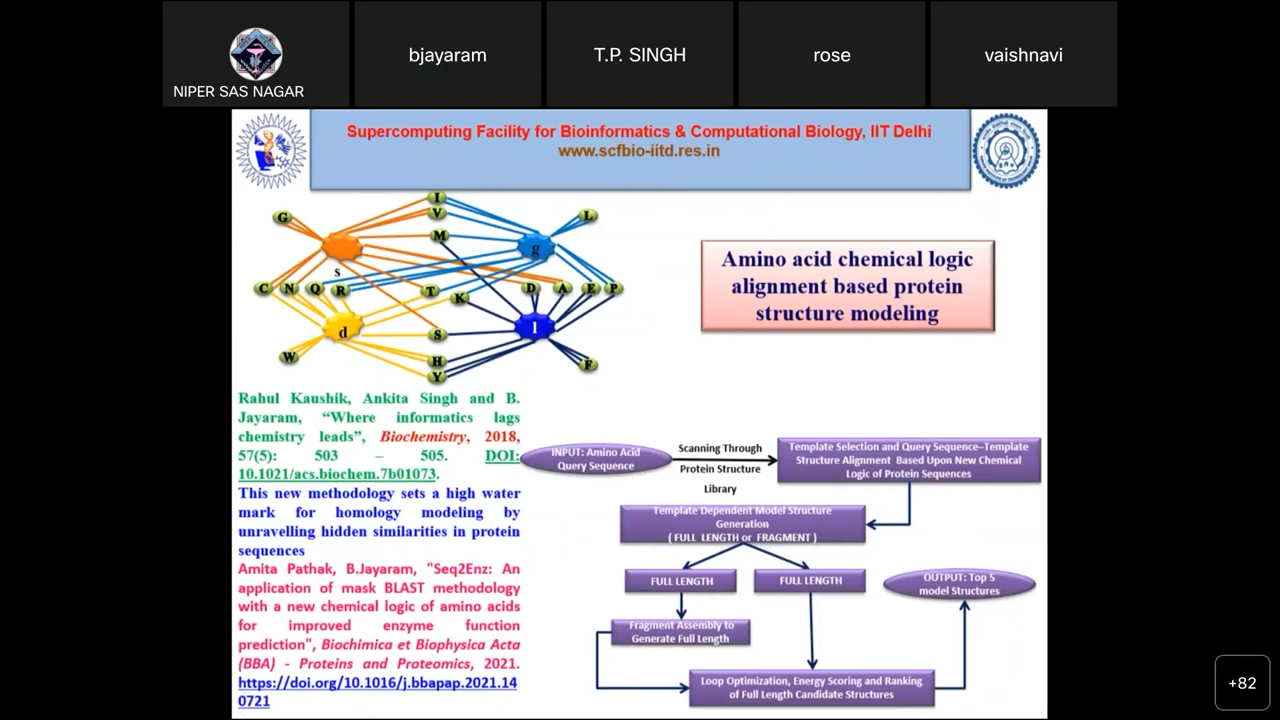 NIPER SAS NAGAR
bjayaram
T.P. SINGH
rose
vaishnavi
Supercomputing Facility for Bioinformatics & Computational Biology, IIT Delhi
www.scfbio-iitd.res.in
I
G
V
L
M
s
g
C
N
Q
R
T
K
D
A
E
P
d
S
l
W
H
F
Y
Amino acid chemical logic
alignment based protein
structure modeling
Rahul Kaushik, Ankita Singh and B.
Jayaram, “Where informatics lags
chemistry leads”, Biochemistry, 2018,
57(5): 503 – 505. DOI:
10.1021/acs.biochem.7b01073.
This new methodology sets a high water
mark for homology modeling by
unravelling hidden similarities in protein
sequences
Amita Pathak, B.Jayaram, "Seq2Enz: An
application of mask BLAST methodology
with a new chemical logic of amino acids
for improved enzyme function
prediction", Biochimica et Biophysica Acta
(BBA) - Proteins and Proteomics, 2021.
https://doi.org/10.1016/j.bbapap.2021.14
0721
INPUT: Amino Acid
Query Sequence
Scanning Through
Protein Structure
Library
Template Selection and Query Sequence–Template
Structure Alignment Based Upon New Chemical
Logic of Protein Sequences
Template Dependent Model Structure
Generation
( FULL LENGTH or FRAGMENT )
FULL LENGTH
FULL LENGTH
OUTPUT: Top 5
model Structures
Fragment Assembly to
Generate Full Length
Loop Optimization, Energy Scoring and Ranking
of Full Length Candidate Structures
+82